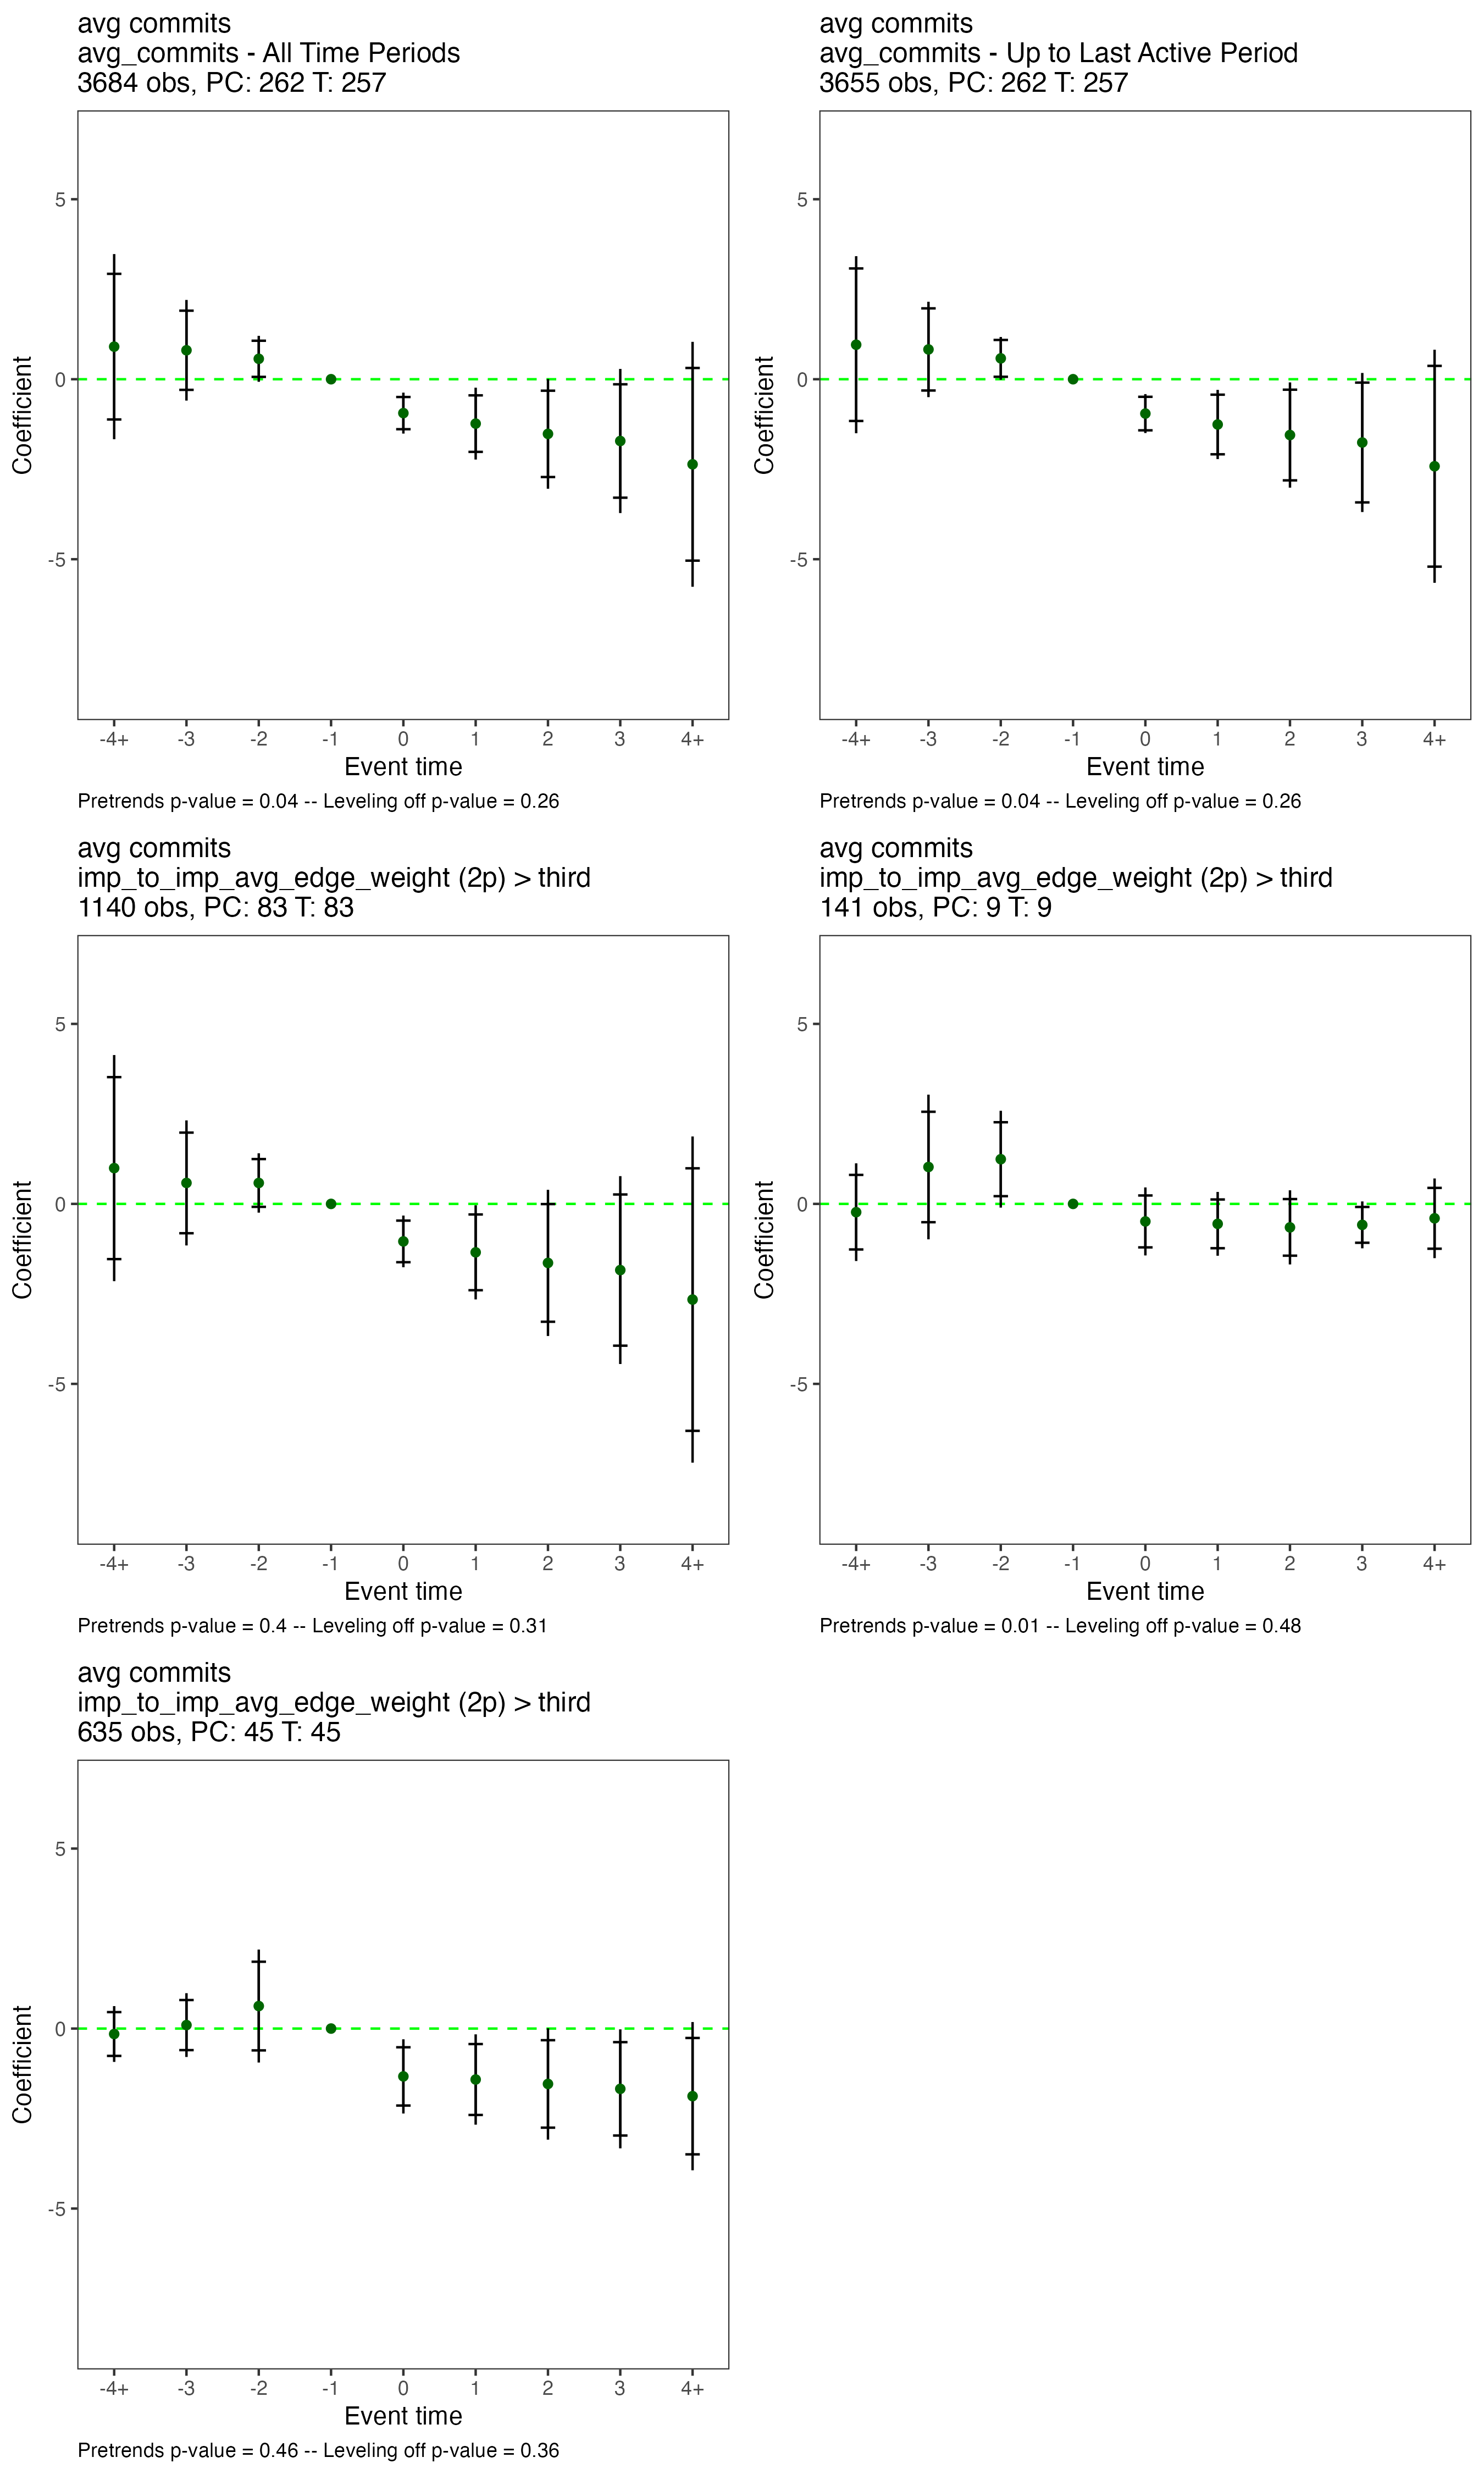 avg commits
avg_commits - All Time Periods
3684 obs, PC: 262 T: 257
5
0
-5
Coefficient
-4+ -3 -2 -1 0 1 2 3 4+
Event time
Pretrends p-value = 0.04 -- Leveling off p-value = 0.26
avg commits
avg_commits - Up to Last Active Period
3655 obs, PC: 262 T: 257
5
0
-5
Coefficient
-4+ -3 -2 -1 0 1 2 3 4+
Event time
Pretrends p-value = 0.04 -- Leveling off p-value = 0.26
avg commits
imp_to_imp_avg_edge_weight (2p) > third
1140 obs, PC: 83 T: 83
5
0
-5
Coefficient
-4+ -3 -2 -1 0 1 2 3 4+
Event time
Pretrends p-value = 0.4 -- Leveling off p-value = 0.31
avg commits
imp_to_imp_avg_edge_weight (2p) > third
141 obs, PC: 9 T: 9
5
0
-5
Coefficient
-4+ -3 -2 -1 0 1 2 3 4+
Event time
Pretrends p-value = 0.01 -- Leveling off p-value = 0.48
avg commits
imp_to_imp_avg_edge_weight (2p) > third
635 obs, PC: 45 T: 45
5
0
-5
Coefficient
-4+ -3 -2 -1 0 1 2 3 4+
Event time
Pretrends p-value = 0.46 -- Leveling off p-value = 0.36